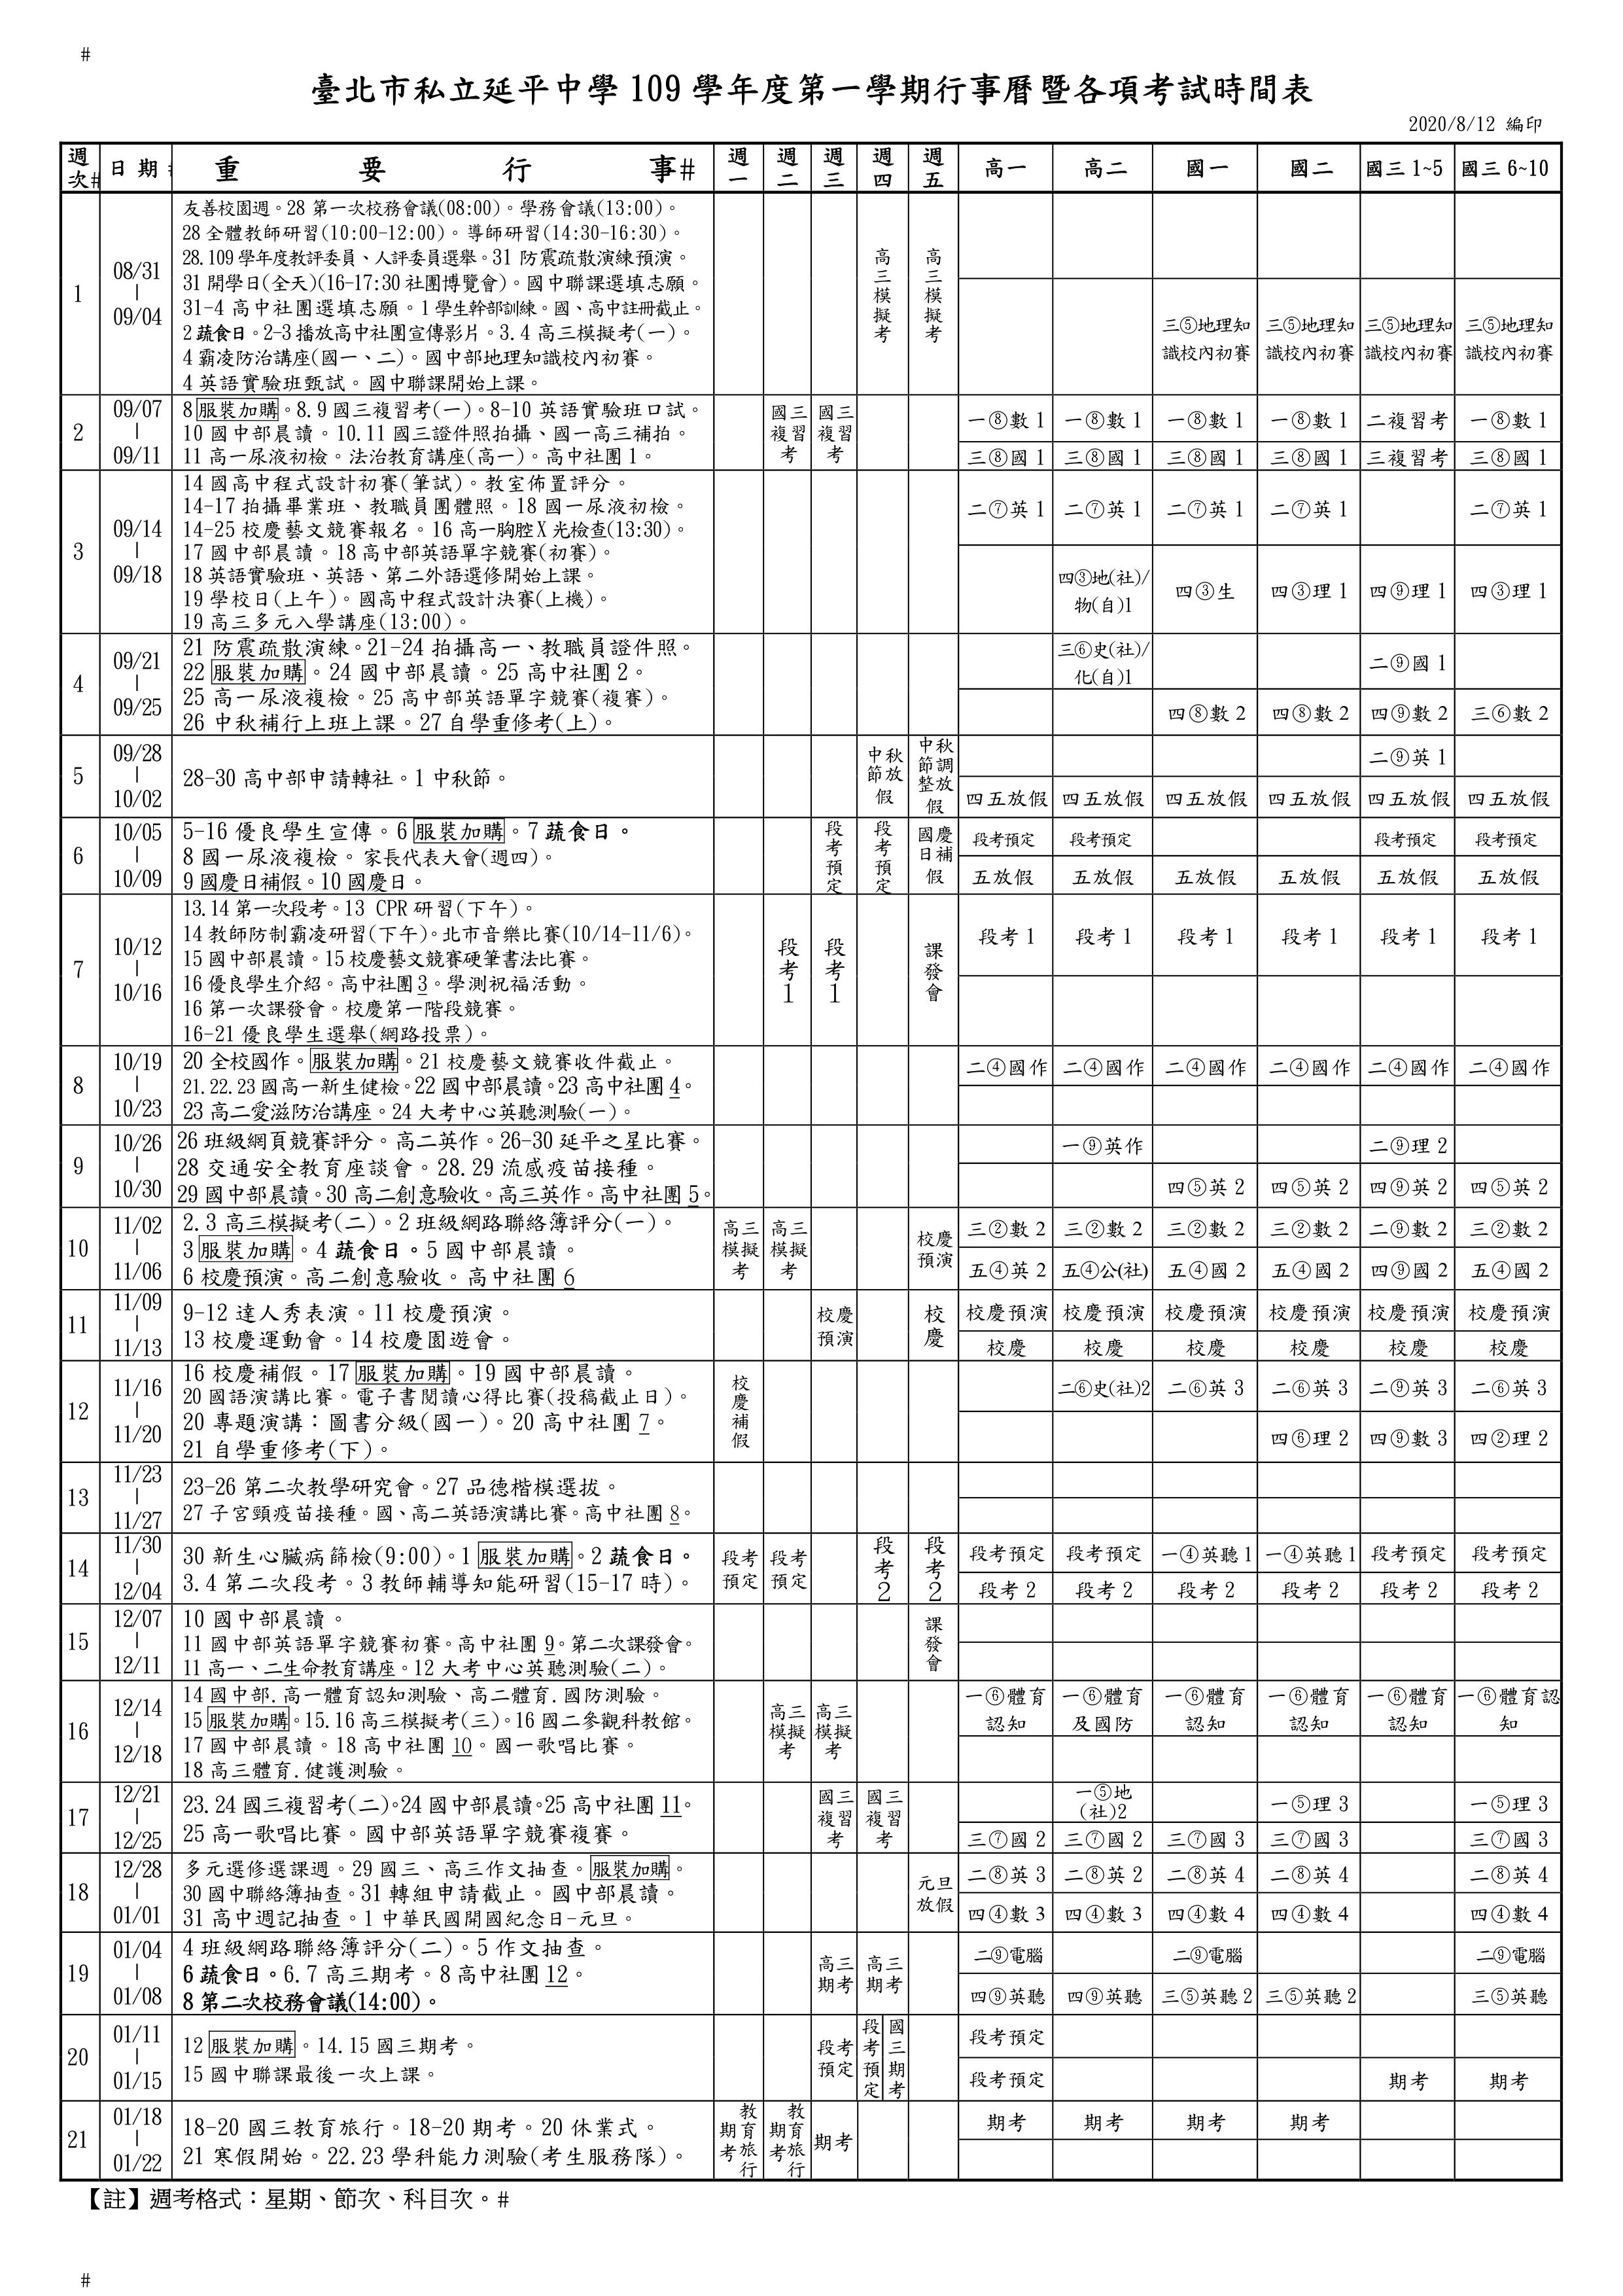 #
臺北市私立延平中學 109 學年度第一學期行事曆暨各項考試時間表
2020/8/12 編印
週次# 日期# 重要行事# 週一 週二 週三 週四 週五 高一 高二 國一 國二 國三 1~5 國三 6~10
1
08/31
|
09/04
友善校園週。28 第一次校務會議(08:00)。學務會議(13:00)。
28 全體教師研習(10:00-12:00)。導師研習(14:30-16:30)。
28.109 學年度教評委員、人評委員選舉。31 防震疏散演練預演。
31 開學日(全天)(16-17:30 社團博覽會)。國中聯課選填志願。
31-4 高中社團選填志願。1 學生幹部訓練。國、高中註冊截止。
2 蔬食日。2-3 播放高中社團宣傳影片。3.4 高三模擬考(一)。
4 霸凌防治講座(國一、二)。國中部地理知識校內初賽。
4 英語實驗班甄試。國中聯課開始上課。
高三模擬考 高三模擬考
三⑤地理知識校內初賽 三⑤地理知識校內初賽 三⑤地理知識校內初賽 三⑤地理知識校內初賽
2
09/07
|
09/11
8 服裝加購。8.9 國三複習考(一)。8-10 英語實驗班口試。
10 國中部晨讀。10.11 國三證件照拍攝、國一高三補拍。
11 高一尿液初檢。法治教育講座(高一)。高中社團 1。
國三複習考 國三複習考
一⑧數 1 一⑧數 1 一⑧數 1 一⑧數 1 二複習考 一⑧數 1
三⑧國 1 三⑧國 1 三⑧國 1 三⑧國 1 三複習考 三⑧國 1
3
09/14
|
09/18
14 國高中程式設計初賽(筆試)。教室佈置評分。
14-17 拍攝畢業班、教職員團體照。18 國一尿液初檢。
14-25 校慶藝文競賽報名。16 高一胸腔 X 光檢查(13:30)。
17 國中部晨讀。18 高中部英語單字競賽(初賽)。
18 英語實驗班、英語、第二外語選修開始上課。
19 學校日(上午)。國高中程式設計決賽(上機)。
19 高三多元入學講座(13:00)。
二⑦英 1 二⑦英 1 二⑦英 1 二⑦英 1 二⑦英 1
四③地(社)/物(自)1 四③生 四③理 1 四⑨理 1 四③理 1
4
09/21
|
09/25
21 防震疏散演練。21-24 拍攝高一、教職員證件照。
22 服裝加購。24 國中部晨讀。25 高中社團 2。
25 高一尿液複檢。25 高中部英語單字競賽(複賽)。
26 中秋補行上班上課。27 自學重修考(上)。
三⑥史(社)/化(自)1 二⑨國 1
四⑧數 2 四⑧數 2 四⑨數 2 三⑥數 2
5
09/28
|
10/02
28-30 高中部申請轉社。1 中秋節。
中秋節放假 中秋節調整放假
二⑨英 1
四五放假 四五放假 四五放假 四五放假 四五放假 四五放假
6
10/05
|
10/09
5-16 優良學生宣傳。6 服裝加購。7 蔬食日。
8 國一尿液複檢。家長代表大會(週四)。
9 國慶日補假。10 國慶日。
段考預定 段考預定 國慶日補假
段考預定 段考預定 段考預定 段考預定
五放假 五放假 五放假 五放假 五放假 五放假
7
10/12
|
10/16
13.14 第一次段考。13 CPR 研習(下午)。
14 教師防制霸凌研習(下午)。北市音樂比賽(10/14-11/6)。
15 國中部晨讀。15 校慶藝文競賽硬筆書法比賽。
16 優良學生介紹。高中社團 3。學測祝福活動。
16 第一次課發會。校慶第一階段競賽。
16-21 優良學生選舉(網路投票)。
段考1 段考1 課發會
段考 1 段考 1 段考 1 段考 1 段考 1 段考 1
8
10/19
|
10/23
20 全校國作。服裝加購。21 校慶藝文競賽收件截止。
21.22.23 國高一新生健檢。22 國中部晨讀。23 高中社團 4。
23 高二愛滋防治講座。24 大考中心英聽測驗(一)。
二④國作 二④國作 二④國作 二④國作 二④國作 二④國作
9
10/26
|
10/30
26 班級網頁競賽評分。高二英作。26-30 延平之星比賽。
28 交通安全教育座談會。28.29 流感疫苗接種。
29 國中部晨讀。30 高二創意驗收。高三英作。高中社團 5。
一⑨英作 二⑨理 2
四⑤英 2 四⑤英 2 四⑨英 2 四⑤英 2
10
11/02
|
11/06
2.3 高三模擬考(二)。2 班級網路聯絡簿評分(一)。
3 服裝加購。4 蔬食日。5 國中部晨讀。
6 校慶預演。高二創意驗收。高中社團 6
高三模擬考 高三模擬考 校慶預演
三②數 2 三②數 2 三②數 2 三②數 2 二⑨數 2 三②數 2
五④英 2 五④公(社) 五④國 2 五④國 2 四⑨國 2 五④國 2
11
11/09
|
11/13
9-12 達人秀表演。11 校慶預演。
13 校慶運動會。14 校慶園遊會。
校慶預演 校慶
校慶預演 校慶預演 校慶預演 校慶預演 校慶預演 校慶預演
校慶 校慶 校慶 校慶 校慶 校慶
12
11/16
|
11/20
16 校慶補假。17 服裝加購。19 國中部晨讀。
20 國語演講比賽。電子書閱讀心得比賽(投稿截止日)。
20 專題演講：圖書分級(國一)。20 高中社團 7。
21 自學重修考(下)。
校慶補假
二⑥史(社)2 二⑥英 3 二⑥英 3 二⑨英 3 二⑥英 3
四⑥理 2 四⑨數 3 四②理 2
13
11/23
|
11/27
23-26 第二次教學研究會。27 品德楷模選拔。
27 子宮頸疫苗接種。國、高二英語演講比賽。高中社團 8。
14
11/30
|
12/04
30 新生心臟病篩檢(9:00)。1 服裝加購。2 蔬食日。
3.4 第二次段考。3 教師輔導知能研習(15-17 時)。
段考預定 段考預定 段考2 段考2
段考預定 段考預定 一④英聽 1 一④英聽 1 段考預定 段考預定
段考 2 段考 2 段考 2 段考 2 段考 2 段考 2
15
12/07
|
12/11
10 國中部晨讀。
11 國中部英語單字競賽初賽。高中社團 9。第二次課發會。
11 高一、二生命教育講座。12 大考中心英聽測驗(二)。
課發會
16
12/14
|
12/18
14 國中部.高一體育認知測驗、高二體育.國防測驗。
15 服裝加購。15.16 高三模擬考(三)。16 國二參觀科教館。
17 國中部晨讀。18 高中社團 10。國一歌唱比賽。
18 高三體育.健護測驗。
高三模擬考 高三模擬考
一⑥體育認知 一⑥體育及國防 一⑥體育認知 一⑥體育認知 一⑥體育認知 一⑥體育認知
17
12/21
|
12/25
23.24 國三複習考(二)。24 國中部晨讀。25 高中社團 11。
25 高一歌唱比賽。國中部英語單字競賽複賽。
國三複習考 國三複習考
一⑤地(社)2 一⑤理 3 一⑤理 3
三⑦國 2 三⑦國 2 三⑦國 3 三⑦國 3 三⑦國 3
18
12/28
|
01/01
多元選修選課週。29 國三、高三作文抽查。服裝加購。
30 國中聯絡簿抽查。31 轉組申請截止。國中部晨讀。
31 高中週記抽查。1 中華民國開國紀念日-元旦。
元旦放假
二⑧英 3 二⑧英 2 二⑧英 4 二⑧英 4 二⑧英 4
四④數 3 四④數 3 四④數 4 四④數 4 四④數 4
19
01/04
|
01/08
4 班級網路聯絡簿評分(二)。5 作文抽查。
6 蔬食日。6.7 高三期考。8 高中社團 12。
8 第二次校務會議(14:00)。
高三期考 高三期考
二⑨電腦 二⑨電腦 二⑨電腦
四⑨英聽 四⑨英聽 三⑤英聽 2 三⑤英聽 2 三⑤英聽
20
01/11
|
01/15
12 服裝加購。14.15 國三期考。
15 國中聯課最後一次上課。
段考預定 段考預定 國三期考
段考預定
段考預定 期考 期考
21
01/18
|
01/22
18-20 國三教育旅行。18-20 期考。20 休業式。
21 寒假開始。22.23 學科能力測驗(考生服務隊)。
期考 教育旅行 期考 教育旅行 期考
期考 期考 期考 期考
【註】週考格式：星期、節次、科目次。#
#